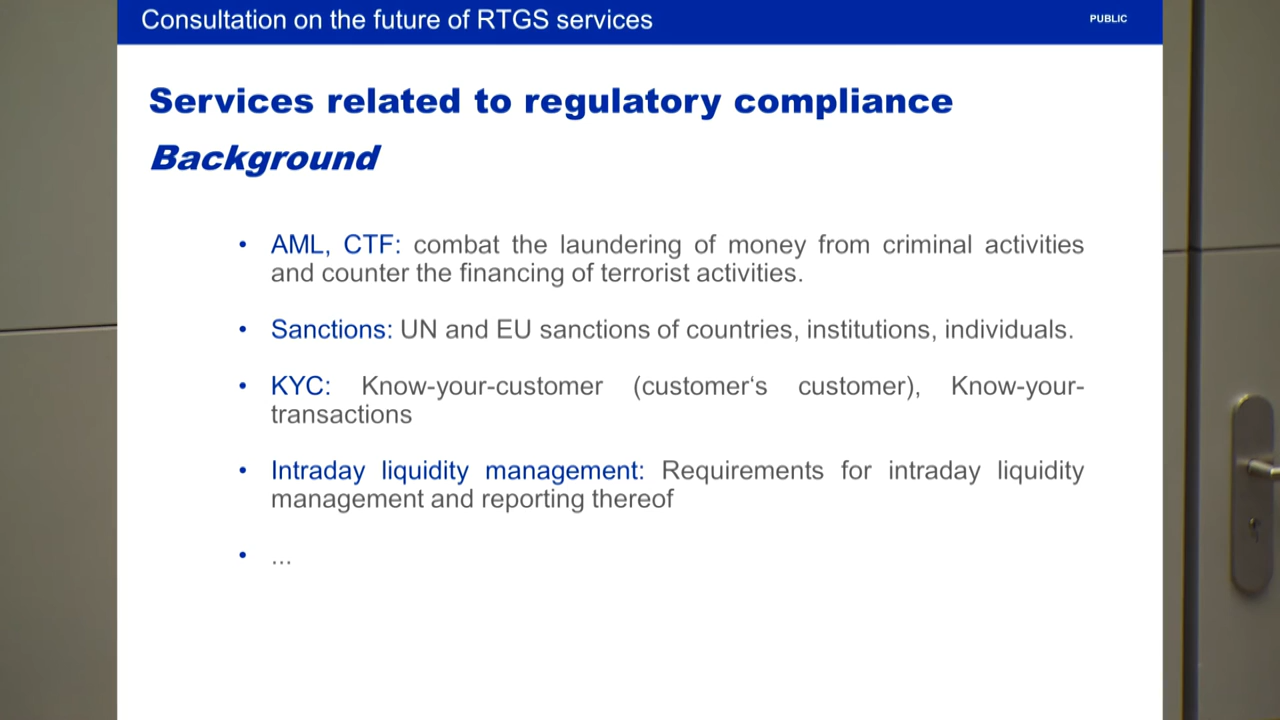 Consultation on the future of RTGS services
PUBLIC
Services related to regulatory compliance
Background
• AML, CTF: combat the laundering of money from criminal activities
and counter the financing of terrorist activities.
• Sanctions: UN and EU sanctions of countries, institutions, individuals.
• KYC: Know-your-customer (customer‘s customer), Know-your-
transactions
• Intraday liquidity management: Requirements for intraday liquidity
management and reporting thereof
• ...